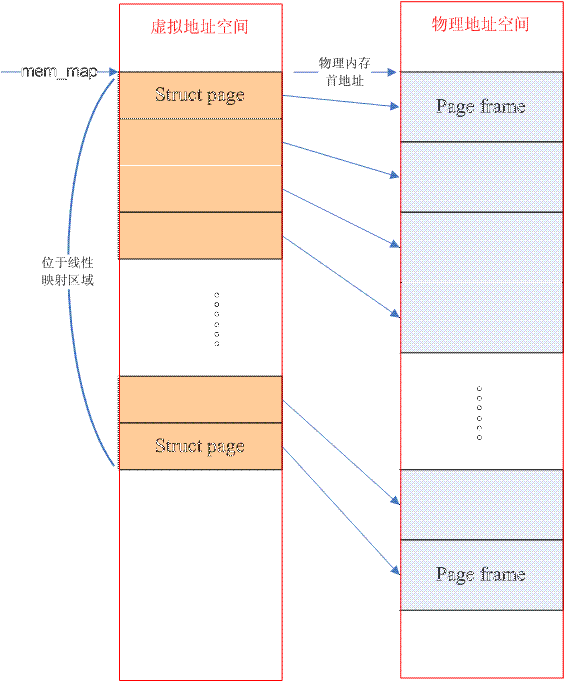 虚拟地址空间
物理地址空间
mem_map
物理内存
首地址
Struct page
Page frame
位于线性
映射区域
Struct page
Page frame